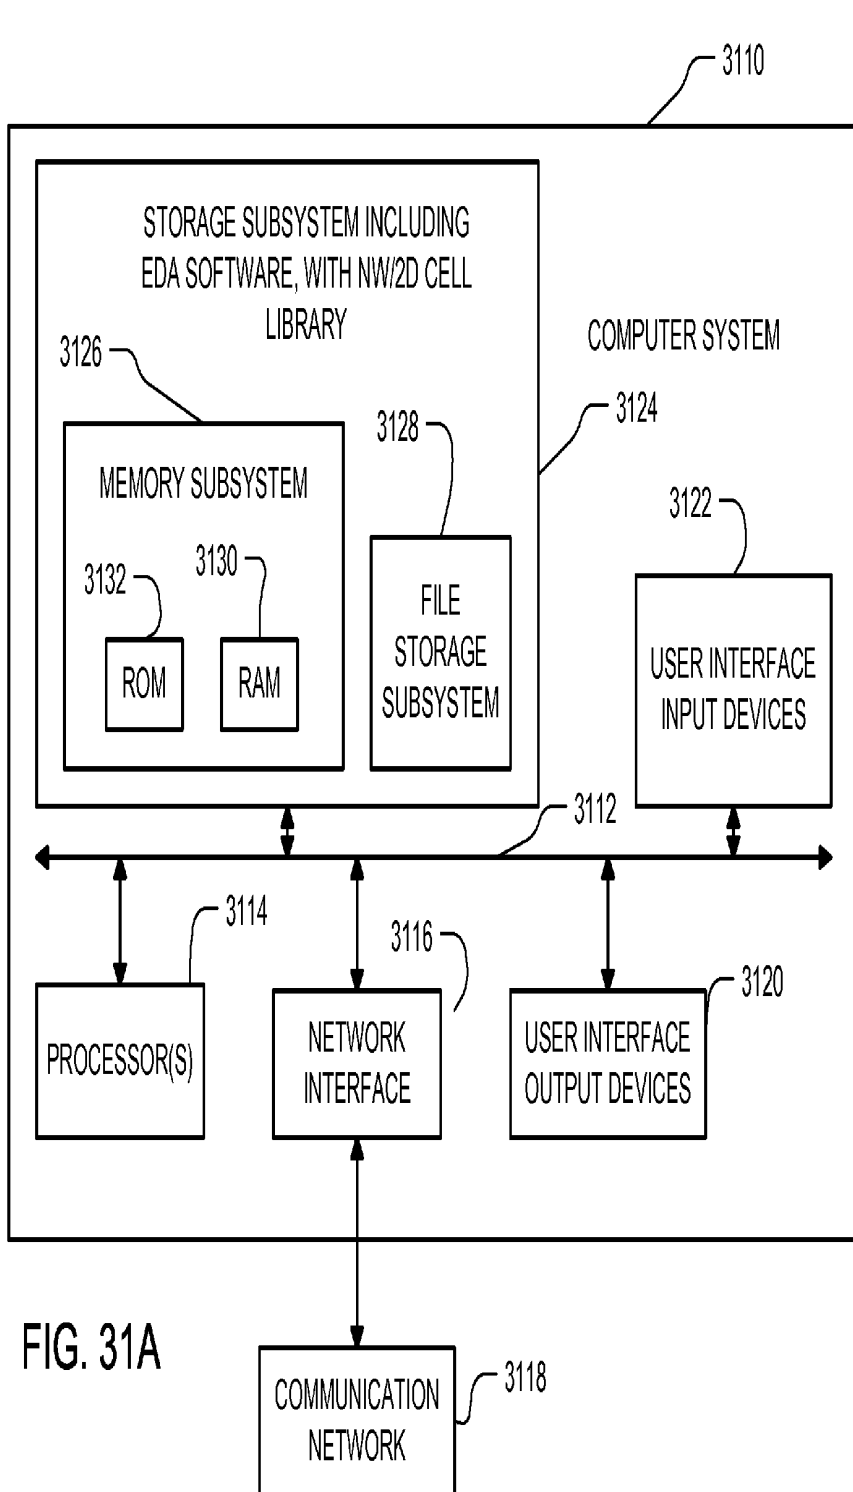 3110
STORAGE SUBSYSTEM INCLUDING
EDA SOFTWARE, WITH NW/2D CELL
LIBRARY
COMPUTER SYSTEM
3126
3124
3128
MEMORY SUBSYSTEM
3122
3132
3130
FILE
STORAGE
SUBSYSTEM
ROM
RAM
USER INTERFACE
INPUT DEVICES
3112
3114
3116
3120
PROCESSOR(S)
NETWORK
INTERFACE
USER INTERFACE
OUTPUT DEVICES
FIG. 31A
3118
COMMUNICATION
NETWORK